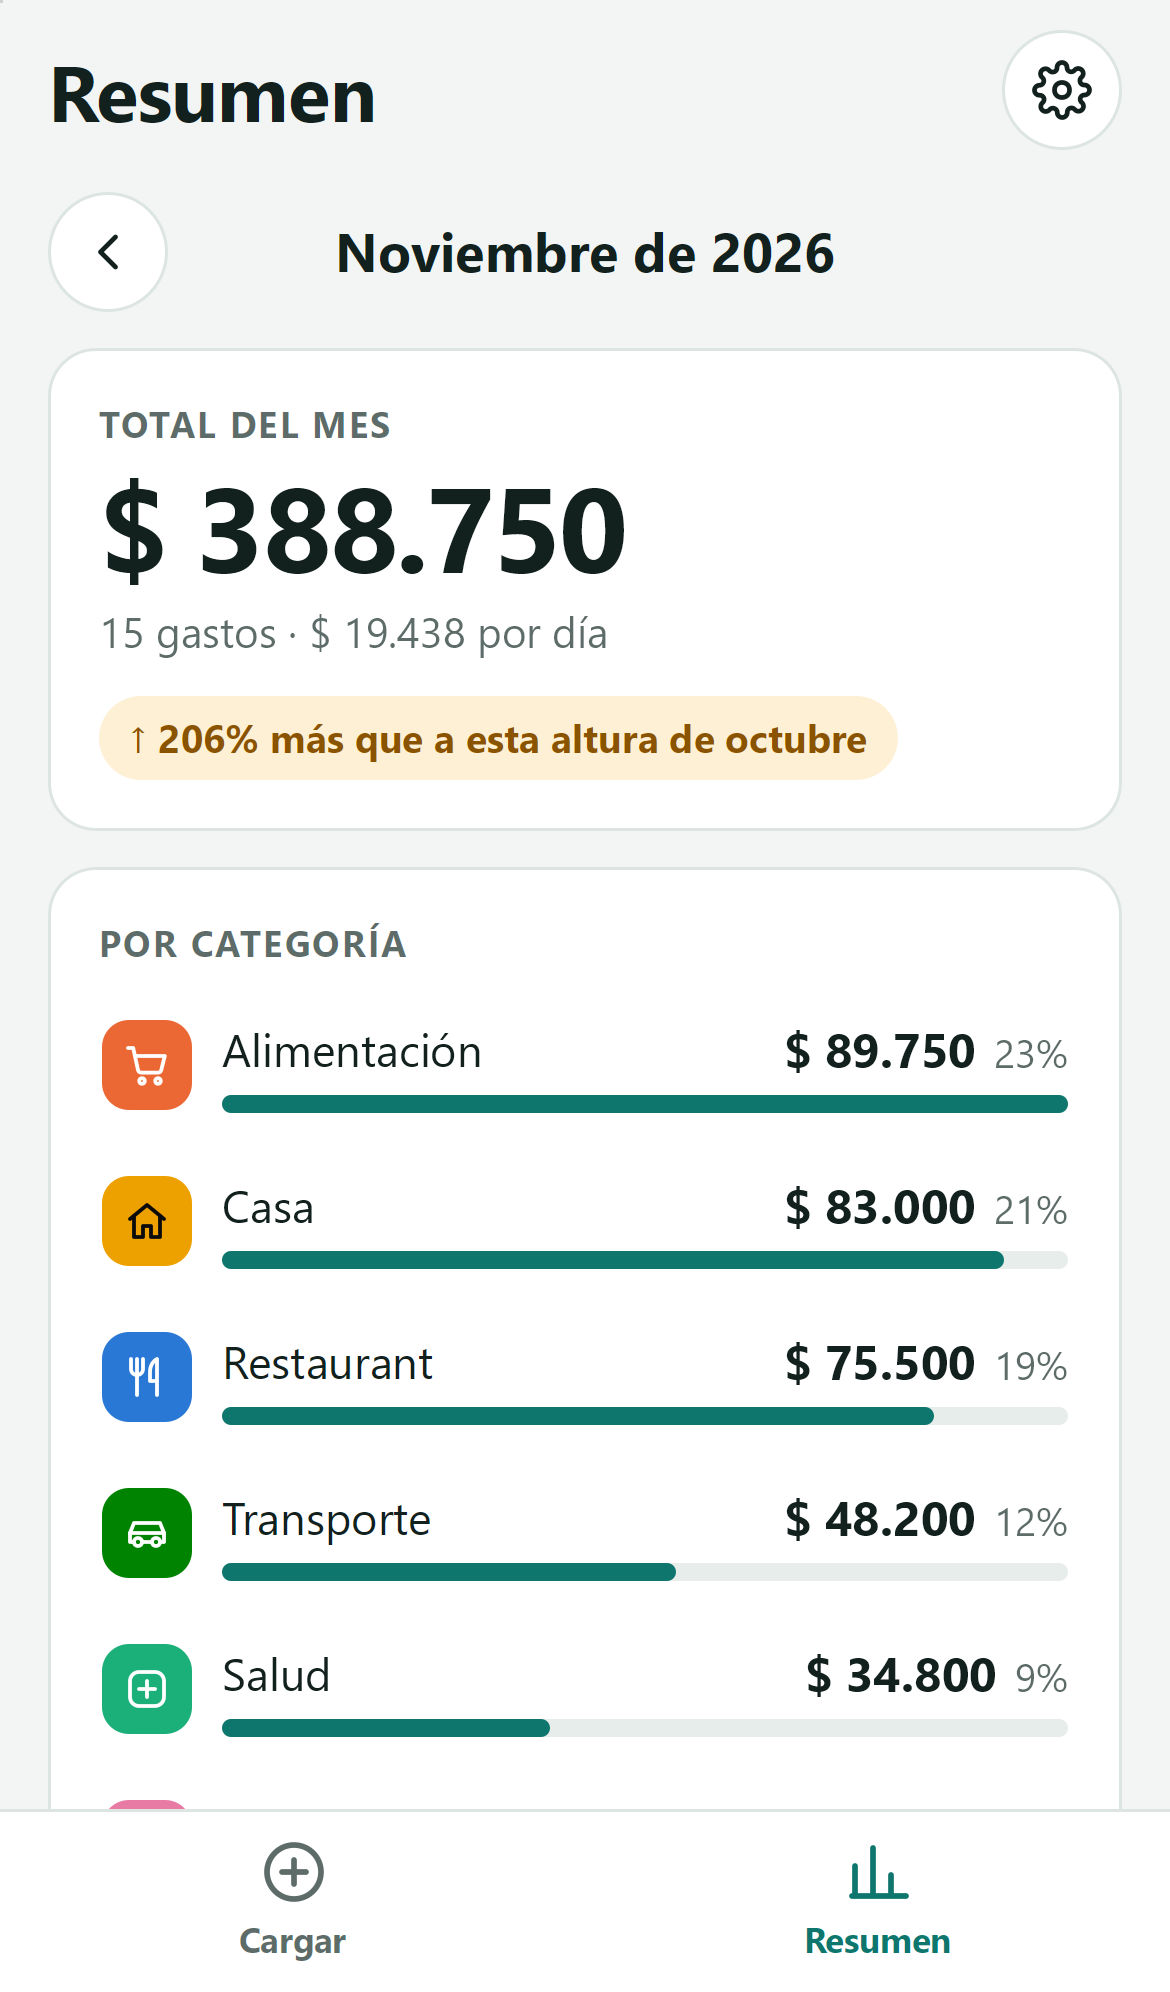 Resumen
Noviembre de 2026
TOTAL DEL MES
$ 388.750
15 gastos · $ 19.438 por día
↑ 206% más que a esta altura de octubre
POR CATEGORÍA
Alimentación $ 89.750 23%
Casa $ 83.000 21%
Restaurant $ 75.500 19%
Transporte $ 48.200 12%
Salud $ 34.800 9%
Cargar Resumen